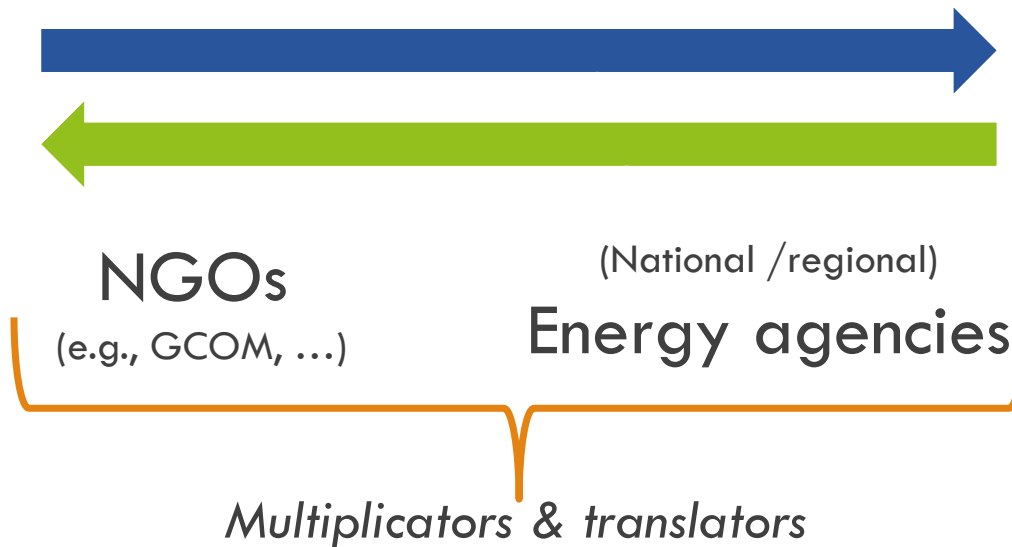 NGOs
(e.g., GCOM, ...)
(National /regional)
Energy agencies
Multiplicators & translators